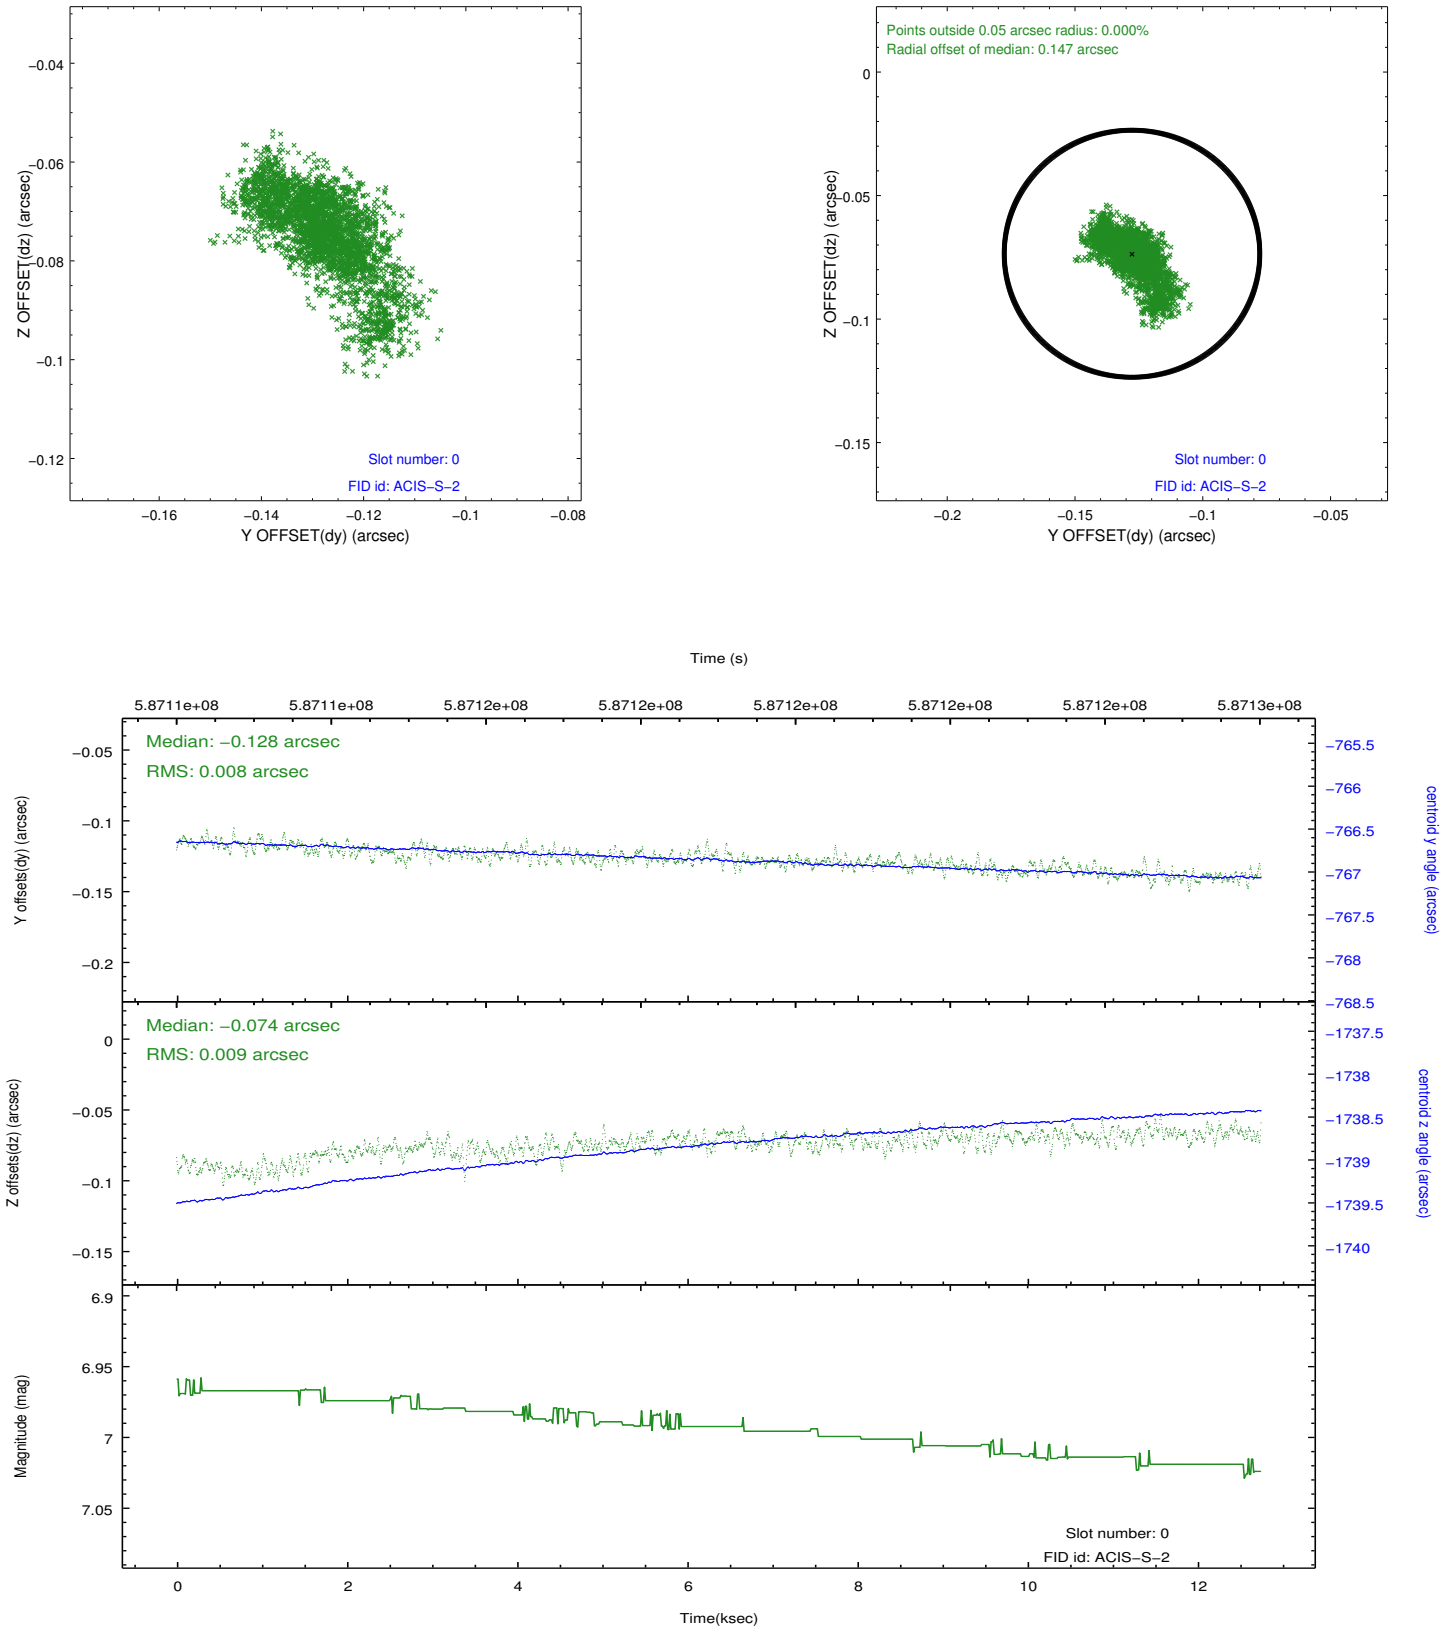 −0.04
−0.06
−0.08
−0.1
−0.12
Z OFFSET(dz) (arcsec)
Slot number: 0
FID id: ACIS−S−2
−0.16
−0.14
−0.12
−0.1
−0.08
Y OFFSET(dy) (arcsec)
Points outside 0.05 arcsec radius: 0.000%
Radial offset of median: 0.147 arcsec
0
−0.05
−0.1
−0.15
Z OFFSET(dz) (arcsec)
Slot number: 0
FID id: ACIS−S−2
−0.2
−0.15
−0.1
−0.05
Y OFFSET(dy) (arcsec)
Time (s)
5.8711e+08
5.8711e+08
5.8712e+08
5.8712e+08
5.8712e+08
5.8712e+08
5.8712e+08
5.8713e+08
Median: −0.128 arcsec
RMS: 0.008 arcsec
−0.05
−0.1
−0.15
−0.2
Y offsets(dy) (arcsec)
−765.5
−766
−766.5
−767
−767.5
−768
−768.5
centroid y angle (arcsec)
Median: −0.074 arcsec
RMS: 0.009 arcsec
0
−0.05
−0.1
−0.15
Z offsets(dz) (arcsec)
−1737.5
−1738
−1738.5
−1739
−1739.5
−1740
centroid z angle (arcsec)
6.9
6.95
7
7.05
Magnitude (mag)
Slot number: 0
FID id: ACIS−S−2
0
2
4
6
8
10
12
Time(ksec)